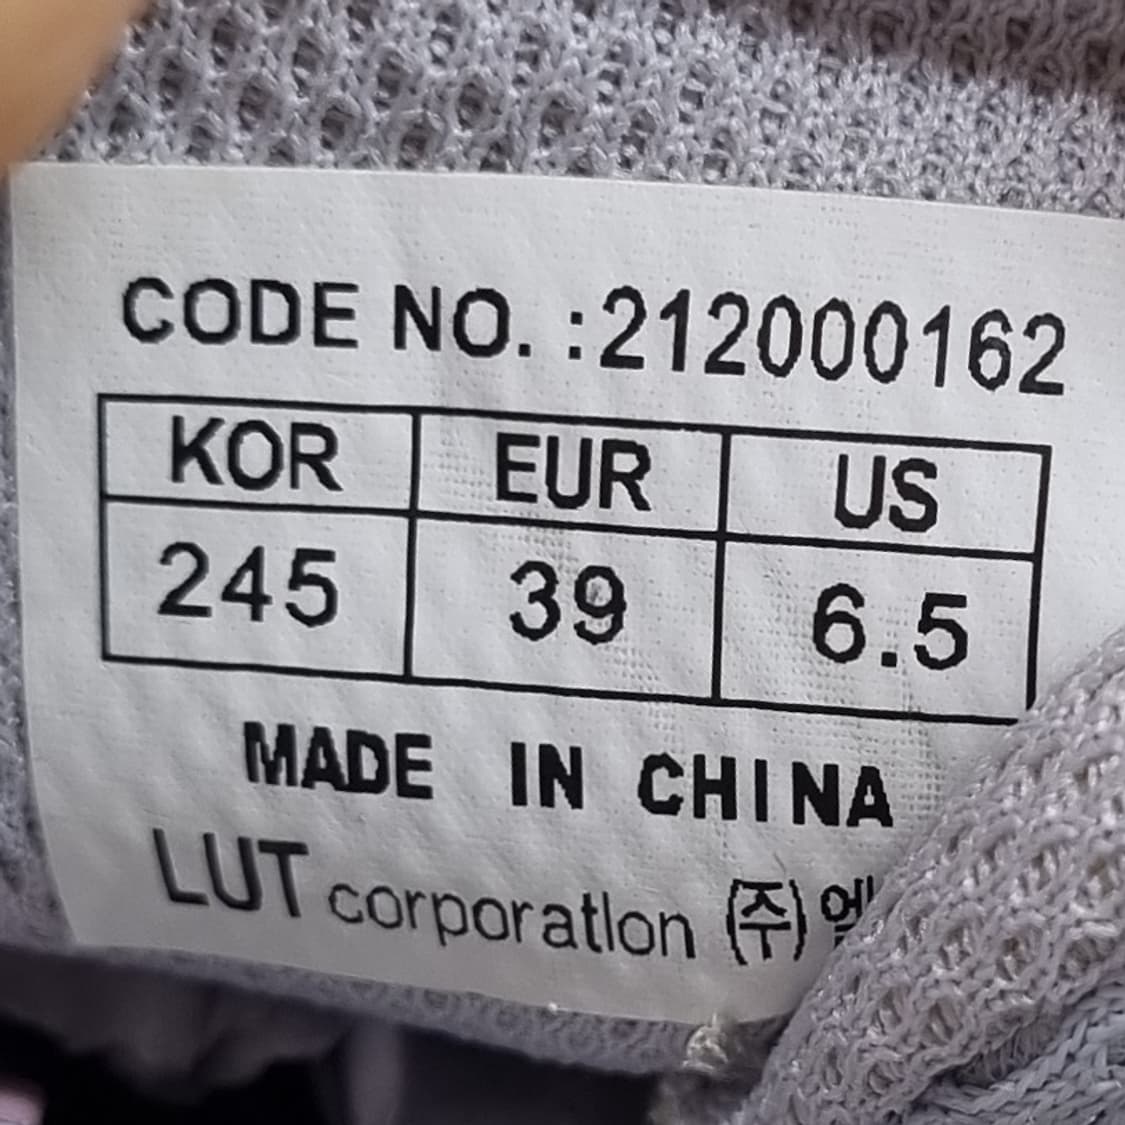 CODE NO. :212000162
KOR EUR US
245 39 6.5
MADE IN CHINA
LUT corporation (주)